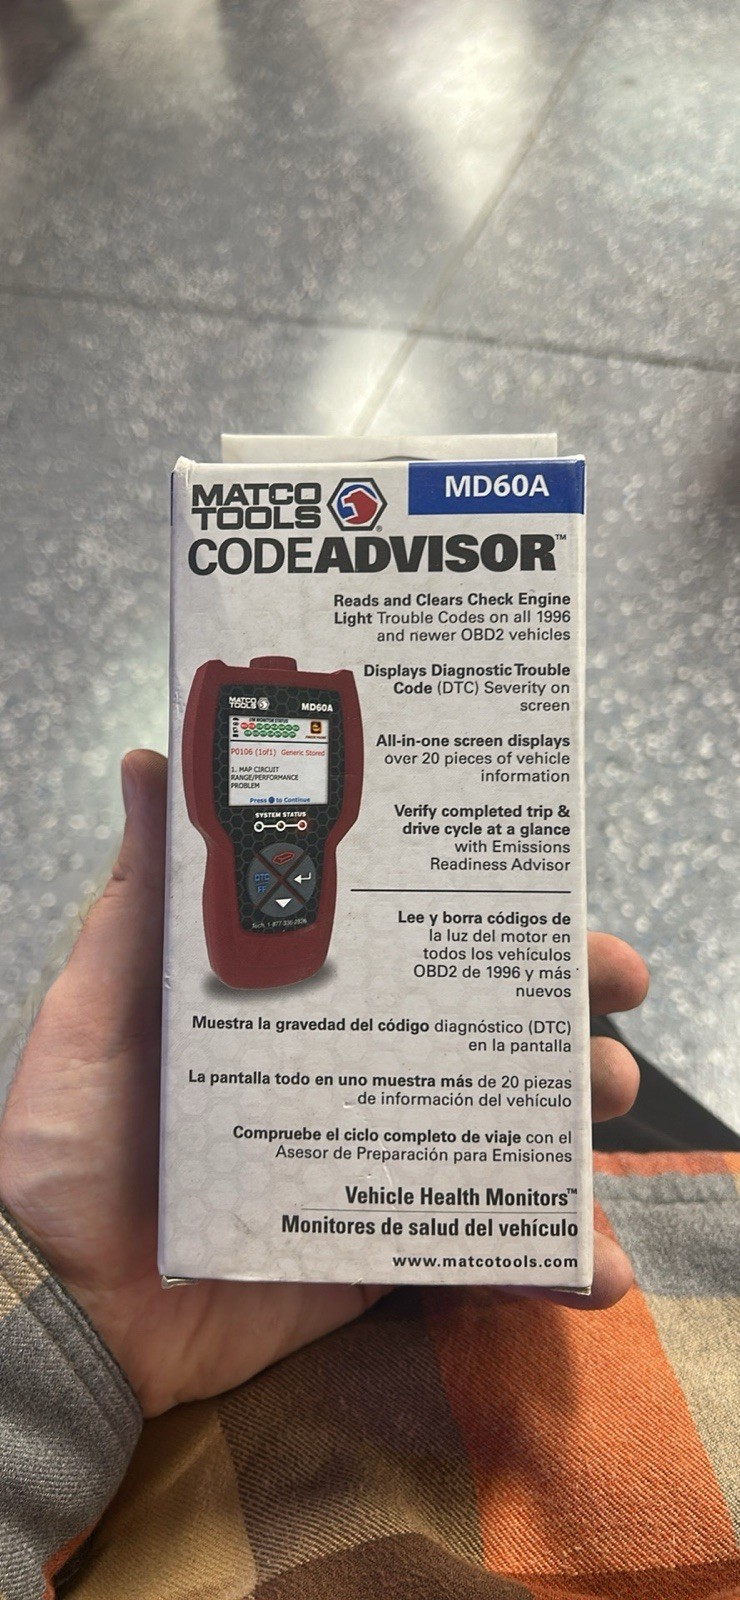 MATCO
TOOLS
MD60A
CODEADVISOR™
Reads and Clears Check Engine
Light Trouble Codes on all 1996
and newer OBD2 vehicles
Displays Diagnostic Trouble
Code (DTC) Severity on
screen
All-in-one screen displays
over 20 pieces of vehicle
information
Verify completed trip &
drive cycle at a glance
with Emissions
Readiness Advisor
MATCO
TOOLS
MD60A
I/M MONITOR STATUS
P0106 (1of1) Generic Stored
1. MAP CIRCUIT
RANGE/PERFORMANCE
PROBLEM
Press to Continue
SYSTEM STATUS
DTC
FF
Lee y borra códigos de
la luz del motor en
todos los vehículos
OBD2 de 1996 y más
nuevos
Muestra la gravedad del código diagnóstico (DTC)
en la pantalla
La pantalla todo en uno muestra más de 20 piezas
de información del vehículo
Compruebe el ciclo completo de viaje con el
Asesor de Preparación para Emisiones
Vehicle Health Monitors™
Monitores de salud del vehículo
www.matcotools.com